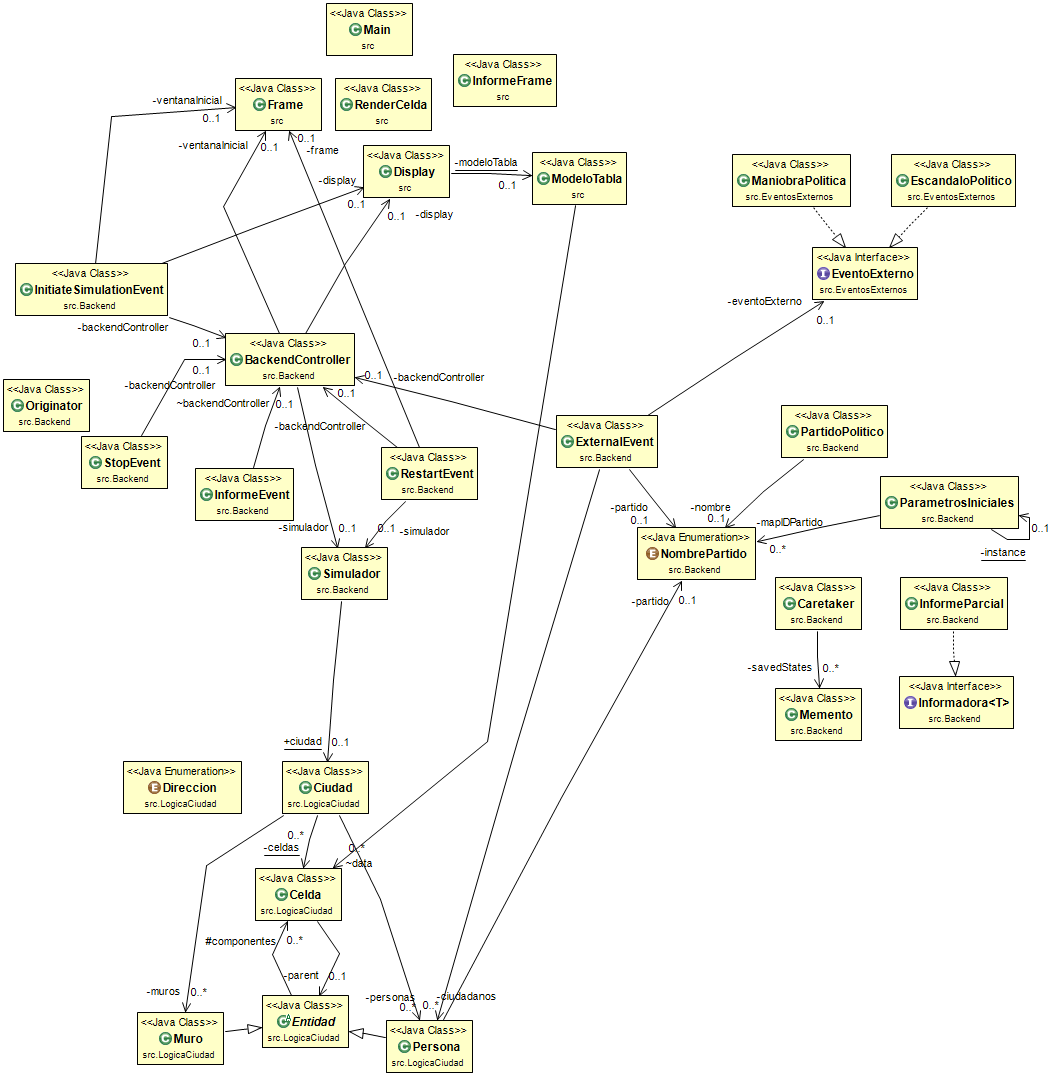 <<Java Class>>
Main
src
<<Java Class>>
InformeFrame
src
<<Java Class>>
Frame
src
<<Java Class>>
RenderCelda
src
-ventanaInicial
0..1
-ventanaInicial
0..1
0..1
-frame
<<Java Class>>
Display
src
-modeloTabla
0..1
<<Java Class>>
ModeloTabla
src
<<Java Class>>
ManiobraPolitica
src.EventosExternos
<<Java Class>>
EscandaloPolitico
src.EventosExternos
-display
0..1
0..1
-display
<<Java Class>>
InitiateSimulationEvent
src.Backend
<<Java Interface>>
EventoExterno
src.EventosExternos
-eventoExterno
0..1
-backendController
0..1
<<Java Class>>
BackendController
src.Backend
0..1
-backendController
0..1
-backendController
~backendController
0..1
0..1
-backendController
<<Java Class>>
Originator
src.Backend
<<Java Class>>
StopEvent
src.Backend
<<Java Class>>
InformeEvent
src.Backend
<<Java Class>>
RestartEvent
src.Backend
<<Java Class>>
ExternalEvent
src.Backend
<<Java Class>>
PartidoPolitico
src.Backend
<<Java Class>>
ParametrosIniciales
src.Backend
0..1
-instance
-partido
0..1
-nombre
0..1
-mapIDPartido
0..*
-simulador
0..1
0..1
-simulador
<<Java Class>>
Simulador
src.Backend
<<Java Enumeration>>
NombrePartido
src.Backend
-partido
0..1
<<Java Class>>
Caretaker
src.Backend
<<Java Class>>
InformeParcial
src.Backend
-savedStates
0..*
<<Java Class>>
Memento
src.Backend
<<Java Interface>>
Informadora<T>
src.Backend
+ciudad
0..1
<<Java Enumeration>>
Direccion
src.LogicaCiudad
<<Java Class>>
Ciudad
src.LogicaCiudad
0..*
-celdas
0..*
~data
<<Java Class>>
Celda
src.LogicaCiudad
#componentes
0..*
-parent
0..1
-muros
0..*
-personas
0..*
0..*
-ciudadanos
<<Java Class>>
Muro
src.LogicaCiudad
<<Java Class>>
Entidad
src.LogicaCiudad
<<Java Class>>
Persona
src.LogicaCiudad